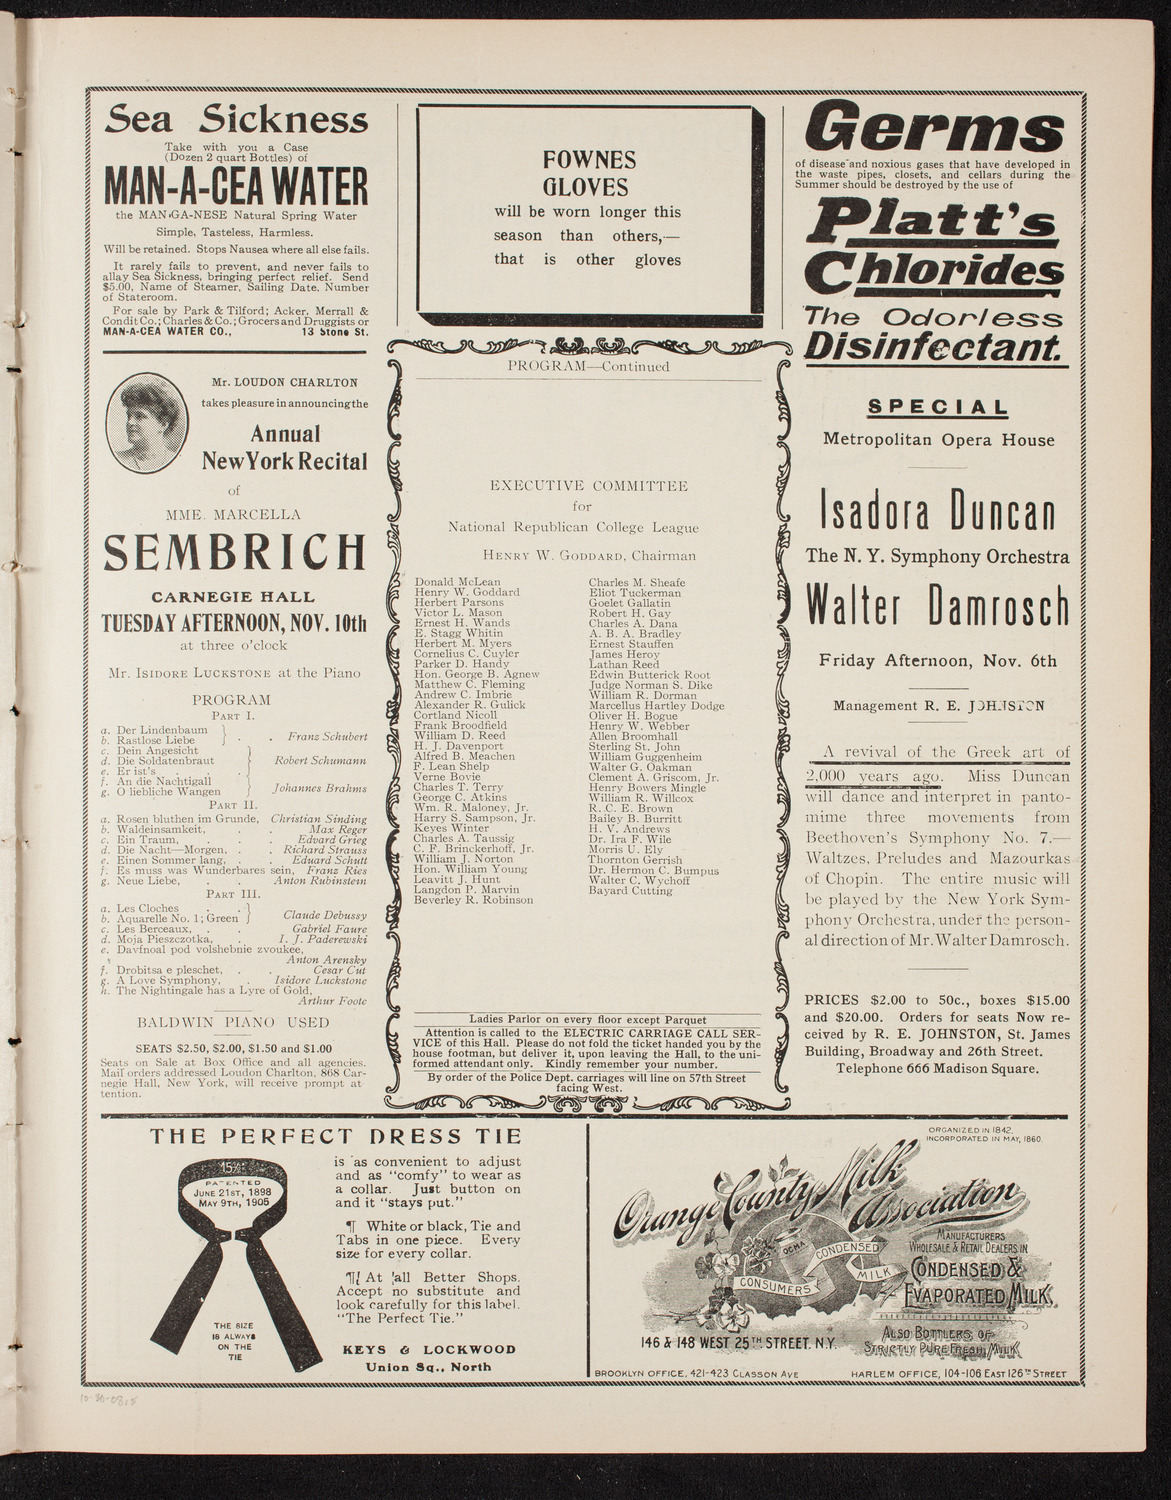 Sea Sickness
Take with you a Case
(Dozen 2 quart Bottles) of
MAN-A-CEA WATER
the MAN-GA-NESE Natural Spring Water
Simple, Tasteless, Harmless.
Will be retained. Stops Nausea where all else fails.
It rarely fails to prevent, and never fails to
allay Sea Sickness, bringing perfect relief. Send
$5.00, Name of Steamer, Sailing Date, Number
of Stateroom.
For sale by Park & Tilford; Acker, Merrall &
Condit Co.; Charles & Co.; Grocers and Druggists or
MAN-A-CEA WATER CO., 13 Stone St.
Mr. LOUDON CHARLTON
takes pleasure in announcing the
Annual
New York Recital
of
MME. MARCELLA
SEMBRICH
CARNEGIE HALL
TUESDAY AFTERNOON, NOV. 10th
at three o'clock
Mr. ISIDORE LUCKSTONE at the Piano
PROGRAM
PART I.
a. Der Lindenbaum
b. Rastlose Liebe . . Franz Schubert
c. Dein Angesicht
d. Die Soldatenbraut Robert Schumann
e. Er ist's . . .
f. An die Nachtigall
g. O liebliche Wangen Johannes Brahms
PART II.
a. Rosen bluthen im Grunde, Christian Sinding
b. Waldeinsamkeit, . . Max Reger
c. Ein Traum, . . Edvard Grieg
d. Die Nacht—Morgen, . . Richard Strauss
e. Einen Sommer lang, . . Eduard Schutt
f. Es muss was Wunderbares sein, Franz Ries
g. Neue Liebe, . . Anton Rubinstein
PART III.
a. Les Cloches . .
b. Aquarelle No. 1; Green Claude Debussy
c. Les Berceaux, . . Gabriel Faure
d. Moja Pieszczotka, . I. J. Paderewski
e. Davfnoal pod volshebnie zvoukee,
Anton Arensky
f. Drobitsa e pleschet, . . Cesar Cut
g. A Love Symphony, . Isidore Luckstone
h. The Nightingale has a Lyre of Gold,
Arthur Foote
BALDWIN PIANO USED
SEATS $2.50, $2.00, $1.50 and $1.00
Seats on Sale at Box Office and all agencies.
Mail orders addressed Loudon Charlton, 868 Car-
negie Hall, New York, will receive prompt at-
tention.
FOWNES
GLOVES
will be worn longer this
season than others,—
that is other gloves
PROGRAM—Continued
EXECUTIVE COMMITTEE
for
National Republican College League
HENRY W. GODDARD, Chairman
Donald McLean
Henry W. Goddard
Herbert Parsons
Victor L. Mason
Ernest H. Wands
E. Stagg Whitin
Herbert M. Myers
Cornelius C. Cuyler
Parker D. Handy
Hon. George B. Agnew
Matthew C. Fleming
Andrew C. Imbrie
Alexander R. Gulick
Cortland Nicoll
Frank Broodfield
William D. Reed
H. J. Davenport
Alfred B. Meachen
F. Lean Shelp
Verne Bovie
Charles T. Terry
George C. Atkins
Wm. R. Maloney, Jr.
Harry S. Sampson, Jr.
Keyes Winter
Charles A. Taussig
C. F. Brinckerhoff, Jr.
William J. Norton
Hon. William Young
Leavitt J. Hunt
Langdon P. Marvin
Beverley R. Robinson
Charles M. Sheafe
Eliot Tuckerman
Goelet Gallatin
Robert H. Gay
Charles A. Dana
A. B. A. Bradley
Ernest Stauffen
James Heroy
Lathan Reed
Edwin Butterick Root
Judge Norman S. Dike
William R. Dorman
Marcellus Hartley Dodge
Oliver H. Bogue
Henry W. Webber
Allen Broomhall
Sterling St. John
William Guggenheim
Walter G. Oakman
Clement A. Griscom, Jr.
Henry Bowers Mingle
William R. Willcox
R. C. E. Brown
Bailey B. Burritt
H. V. Andrews
Dr. Ira F. Wile
Morris U. Ely
Thornton Gerrish
Dr. Hermon C. Bumpus
Walter C. Wychoff
Bayard Cutting
Ladies Parlor on every floor except Parquet
Attention is called to the ELECTRIC CARRIAGE CALL SER-
VICE of this Hall. Please do not fold the ticket handed you by the
house footman, but deliver it, upon leaving the Hall, to the uni-
formed attendant only. Kindly remember your number.
By order of the Police Dept. carriages will line on 57th Street
facing West.
Germs
of disease and noxious gases that have developed in
the waste pipes, closets, and cellars during the
Summer should be destroyed by the use of
Platt's
Chlorides
The Odorless
Disinfectant.
SPECIAL
Metropolitan Opera House
Isadora Duncan
The N. Y. Symphony Orchestra
Walter Damrosch
Friday Afternoon, Nov. 6th
Management R. E. JOHNSTON
A revival of the Greek art of
2,000 years ago. Miss Duncan
will dance and interpret in panto-
mime three movements from
Beethoven's Symphony No. 7.—
Waltzes, Preludes and Mazourkas
of Chopin. The entire music will
be played by the New York Sym-
phony Orchestra, under the person-
al direction of Mr. Walter Damrosch.
PRICES $2.00 to 50c., boxes $15.00
and $20.00. Orders for seats Now re-
ceived by R. E. JOHNSTON, St. James
Building, Broadway and 26th Street.
Telephone 666 Madison Square.
THE PERFECT DRESS TIE
15½
PATENTED
JUNE 21ST, 1898
MAY 9TH, 1905
THE SIZE
IS ALWAYS
ON THE
TIE
is as convenient to adjust
and as "comfy" to wear as
a collar. Just button on
and it "stays put."
¶ White or black, Tie and
Tabs in one piece. Every
size for every collar.
¶ At all Better Shops.
Accept no substitute and
look carefully for this label.
"The Perfect Tie."
KEYS & LOCKWOOD
Union Sq., North
ORGANIZED IN 1842.
INCORPORATED IN MAY, 1860.
Orange County Milk
Association
OCMA
CONSUMERS
CONDENSED
MILK
MANUFACTURERS
WHOLESALE & RETAIL DEALERS IN
CONDENSED &
EVAPORATED MILK,
ALSO BOTTLERS OF
STRICTLY PURE FRESH MILK
146 & 148 WEST 25TH STREET. N.Y.
BROOKLYN OFFICE, 421-423 CLASSON AVE
HARLEM OFFICE, 104-106 EAST 126TH STREET